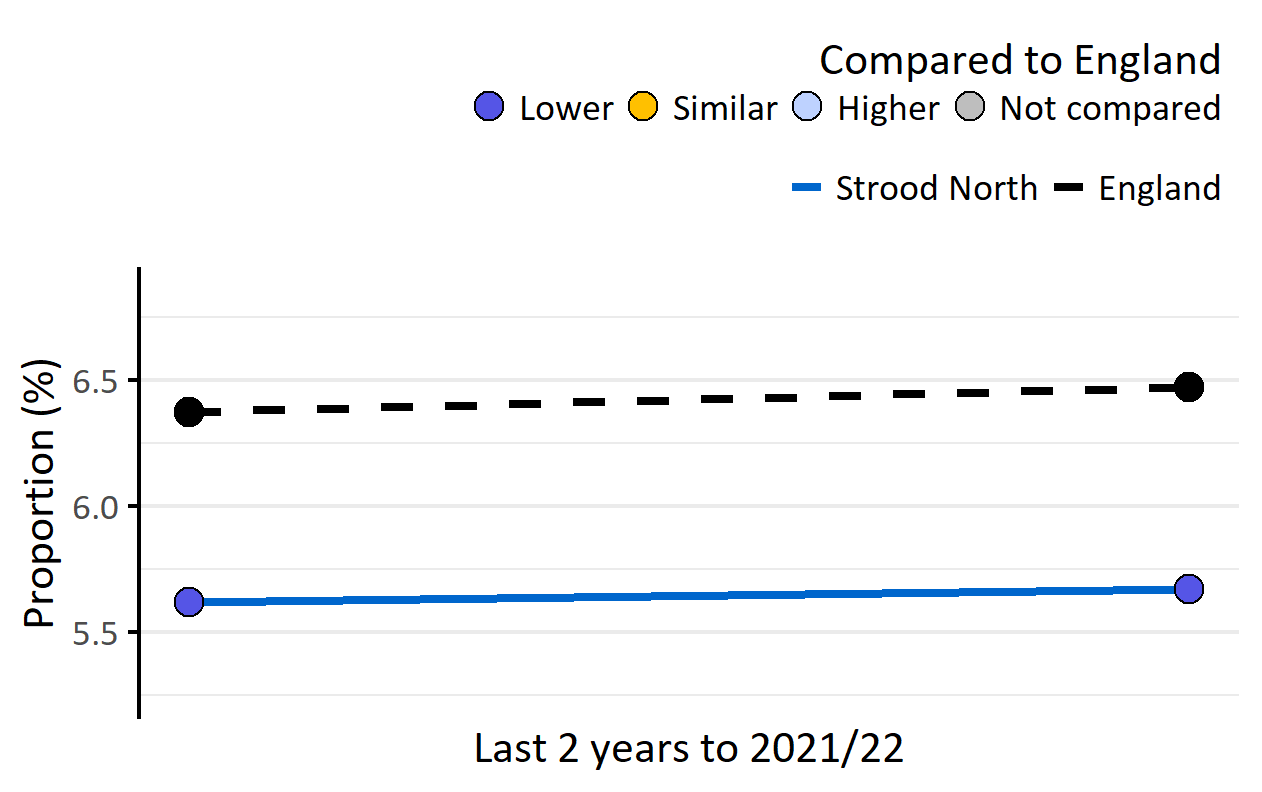 Compared to England
Lower Similar Higher Not compared
Strood North England
Proportion (%)
6.5
6.0
5.5
Last 2 years to 2021/22